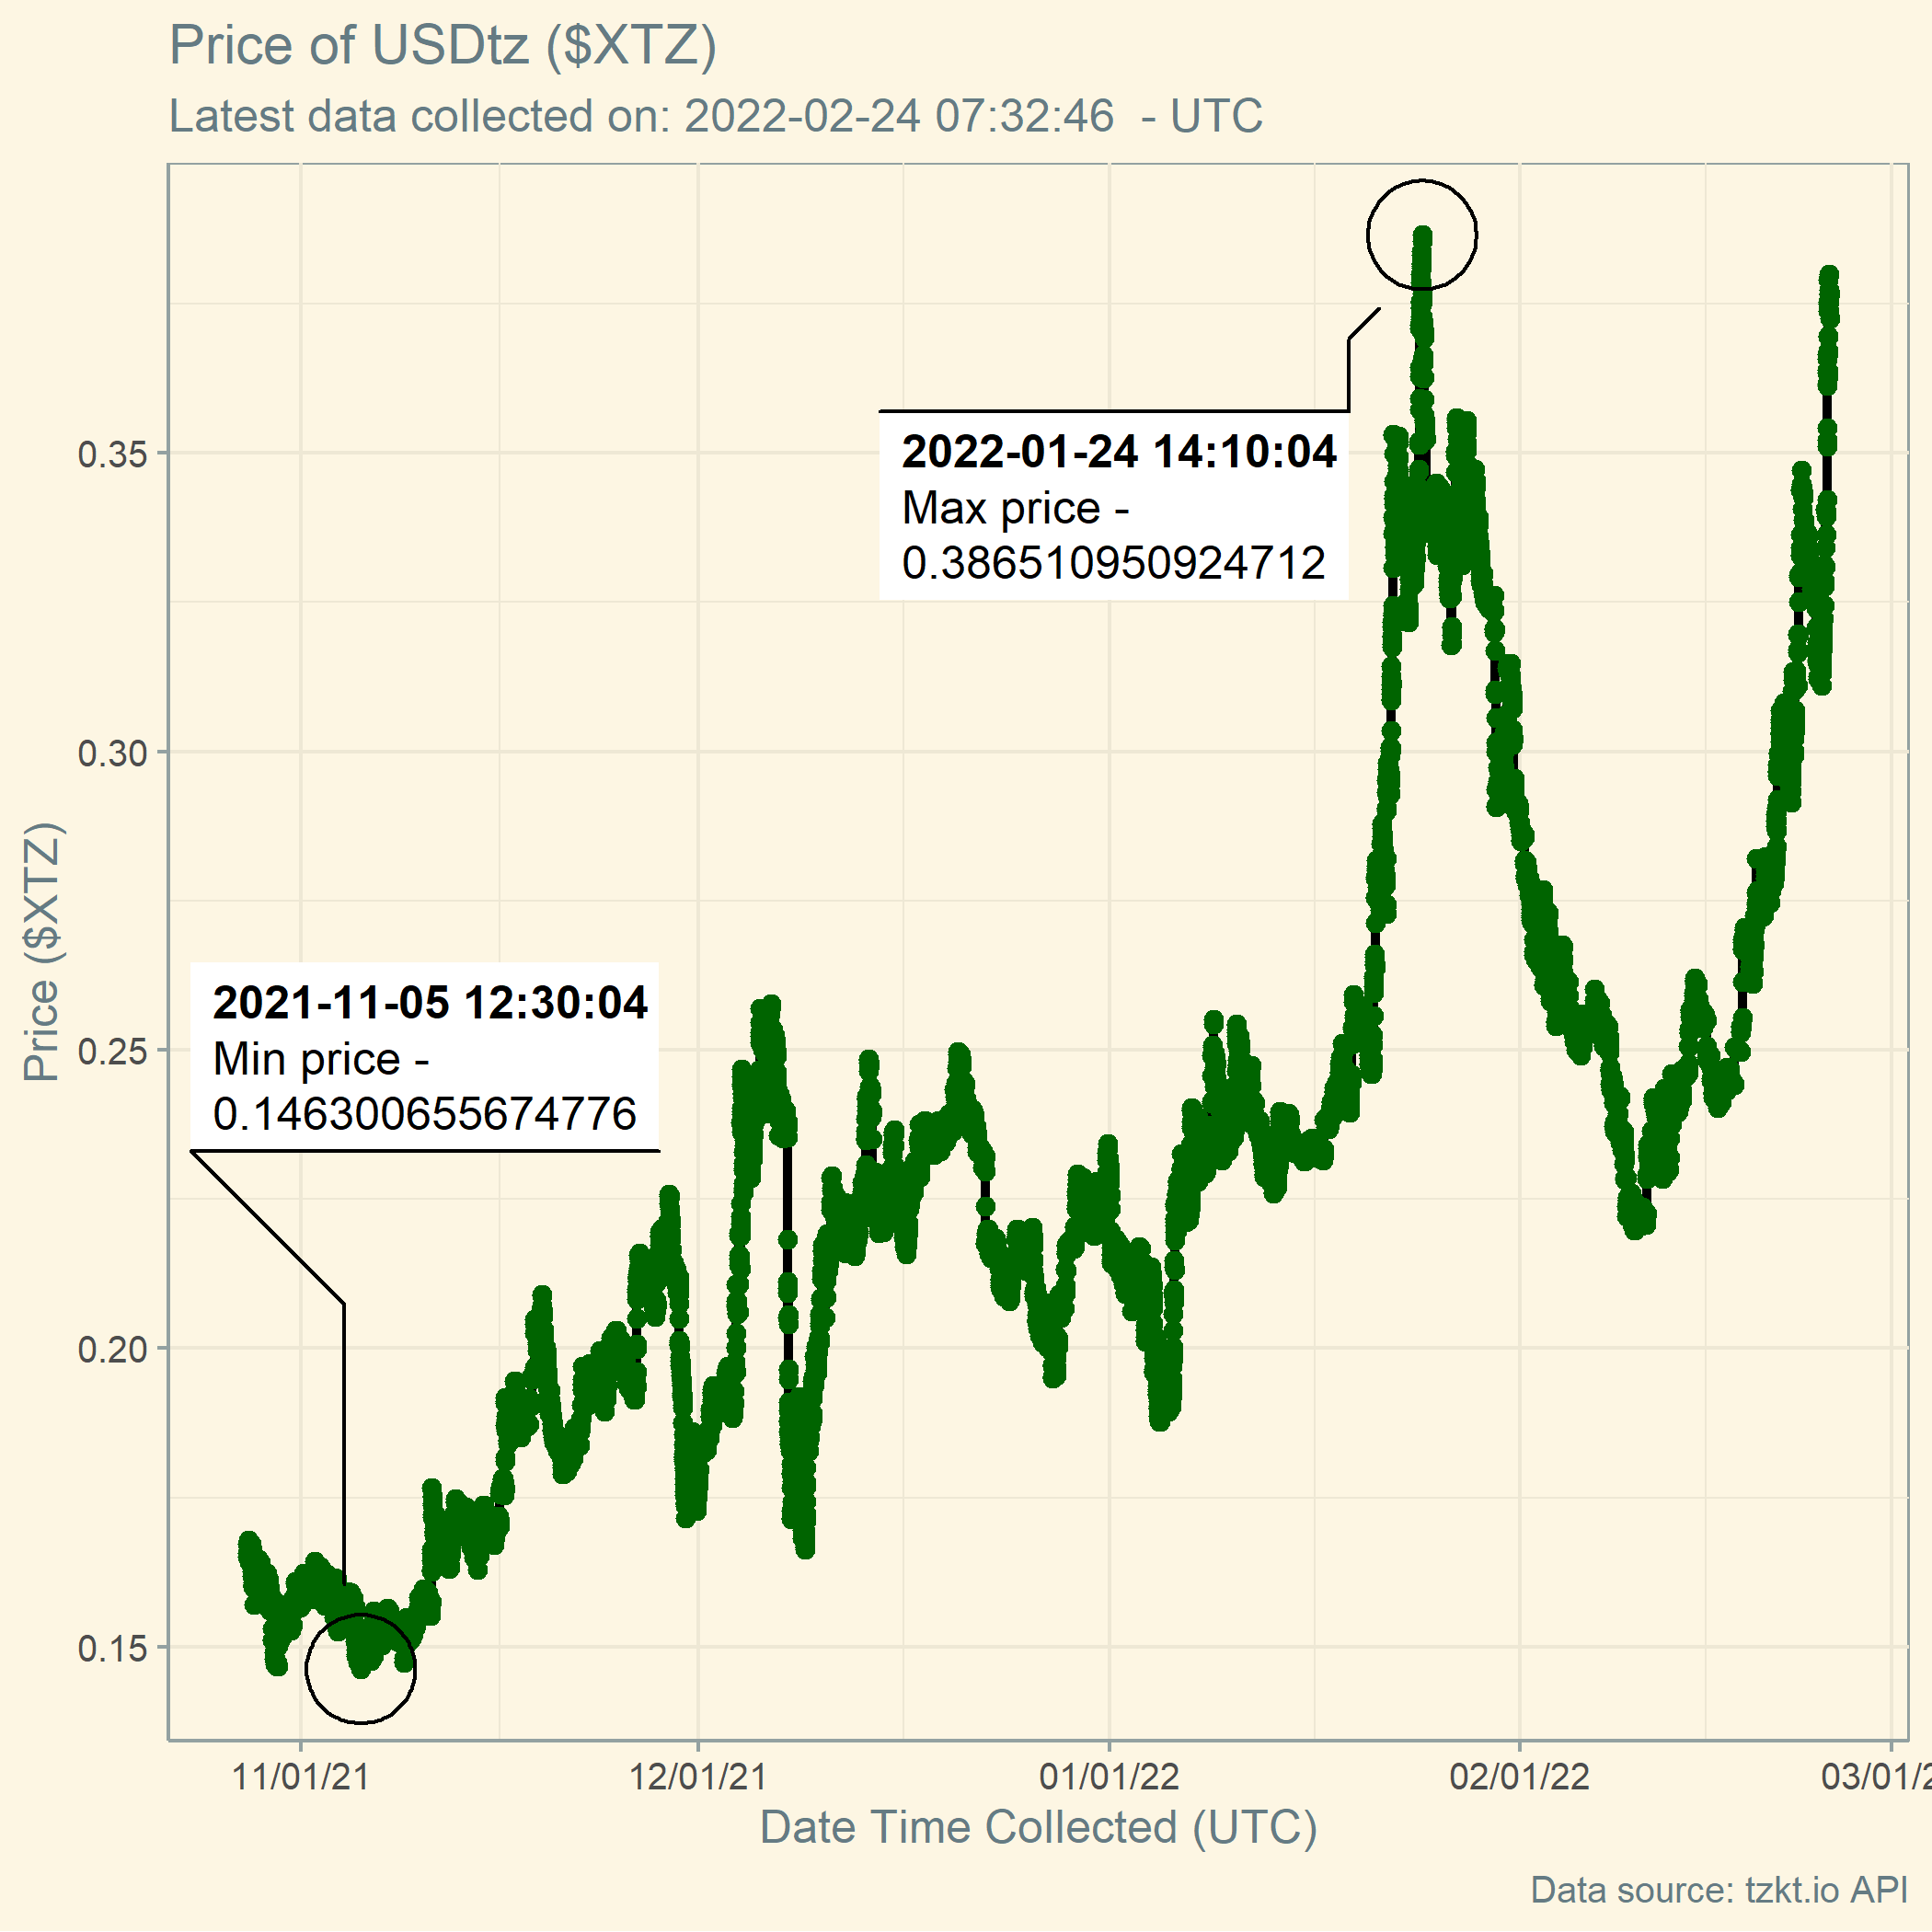 Price of USDtz ($XTZ)
Latest data collected on: 2022-02-24 07:32:46  - UTC
2022-01-24 14:10:04
Max price -
0.386510950924712
0.35
0.30
2021-11-05 12:30:04
Min price -
0.146300655674776
0.25
0.20
0.15
Price ($XTZ)
11/01/21
12/01/21
01/01/22
02/01/22
03/01/2
Date Time Collected (UTC)
Data source: tzkt.io API